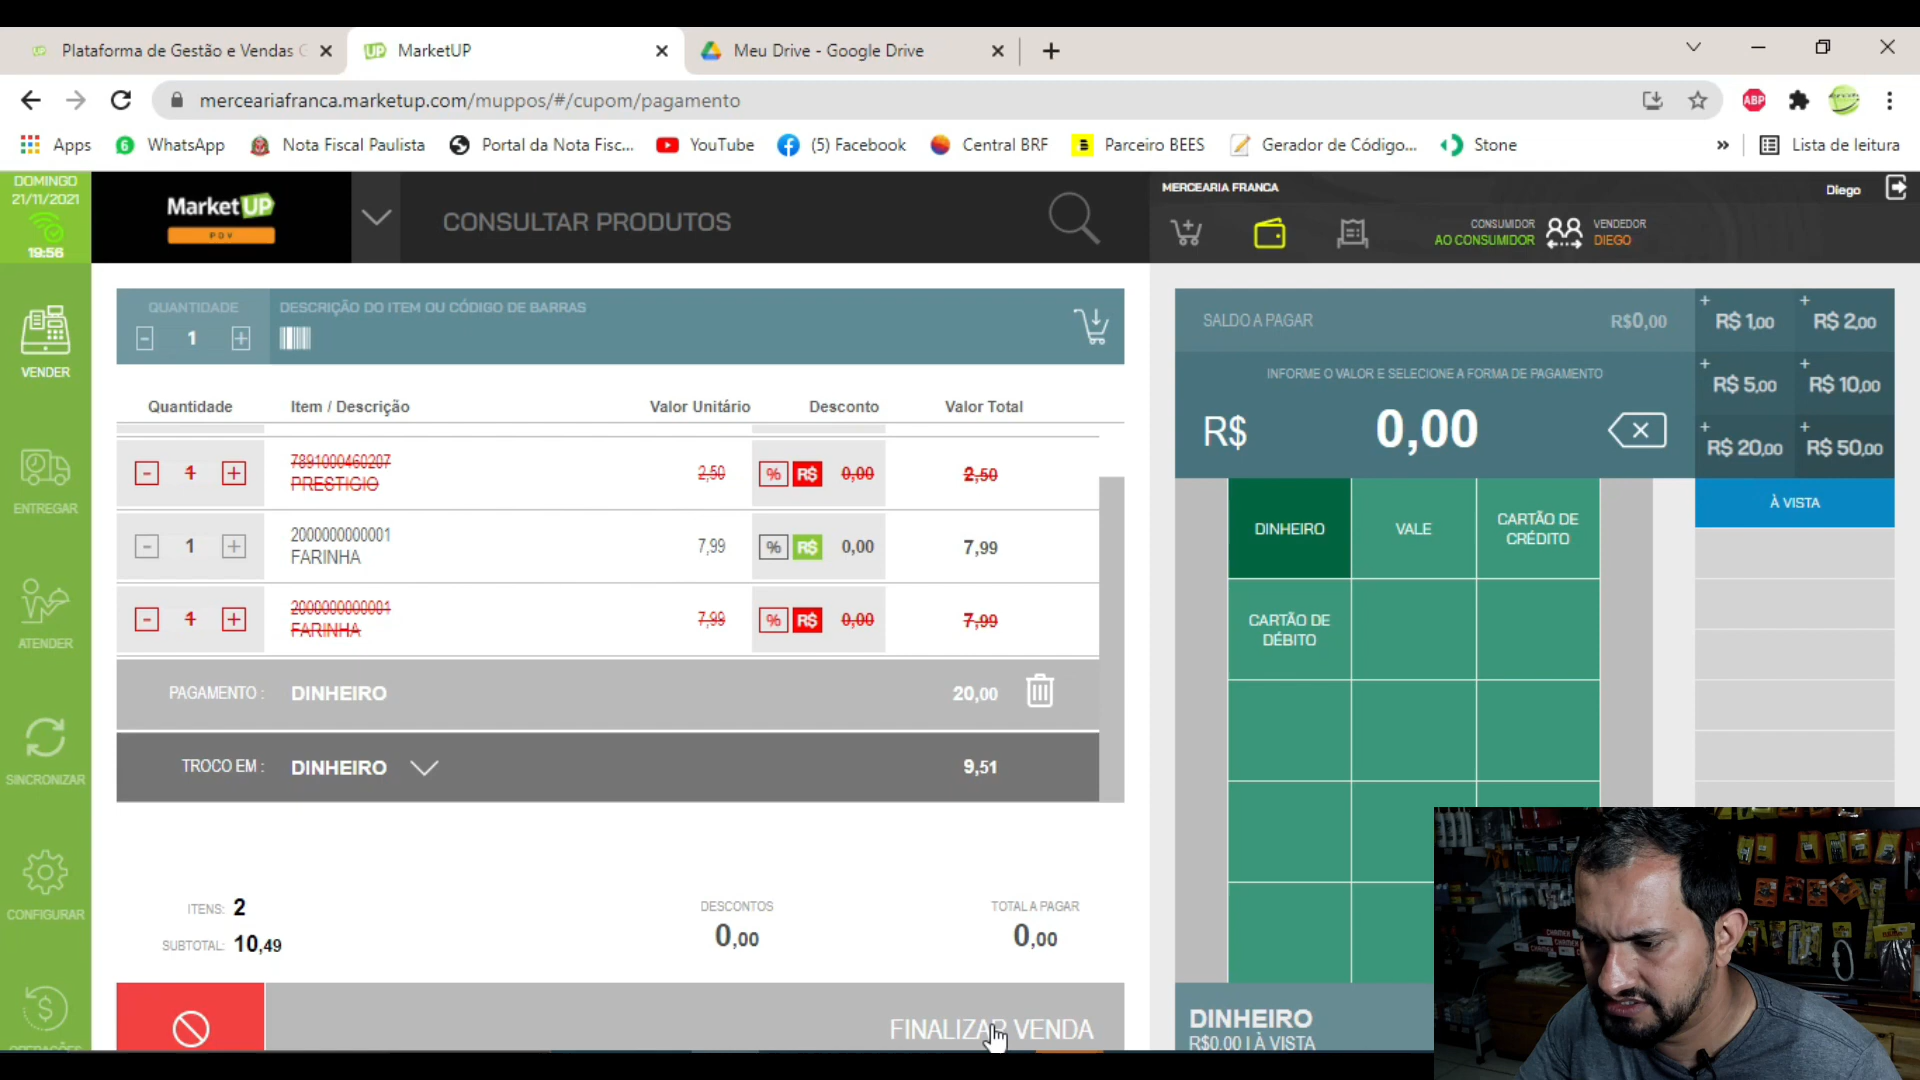 Plataforma de Gestão e Vendas
MarketUP
Meu Drive - Google Drive
mercearifranca.marketup.com/muppos/#/cupom/pagamento
ABP
Apps
WhatsApp
Nota Fiscal Paulista
Portal da Nota Fisc...
YouTube
(5) Facebook
Central BRF
Parceiro BEES
Gerador de Código...
Stone
»
Lista de leitura
DOMINGO
21/11/2021
19:56
MarketUP
PDV
CONSULTAR PRODUTOS
MERCEARIA FRANCA
Diego
CONSUMIDOR
AO CONSUMIDOR
VENDEDOR
DIEGO
VENDER
ENTREGAR
ATENDER
SINCRONIZAR
CONFIGURAR
OPERAÇÕES
QUANTIDADE
- 1 +
DESCRIÇÃO DO ITEM OU CÓDIGO DE BARRAS
Quantidade Item / Descrição Valor Unitário Desconto Valor Total
7891000460207
- 1 + PRESTIGIO 2,50 % R$ 0,00 2,50
2000000000001
- 1 + FARINHA 7,99 % R$ 0,00 7,99
2000000000001
- 1 + FARINHA 7,99 % R$ 0,00 7,99
PAGAMENTO : DINHEIRO 20,00
TROCO EM : DINHEIRO 9,51
ITENS: 2
SUBTOTAL: 10,49
DESCONTOS
0,00
TOTAL A PAGAR
0,00
FINALIZAR VENDA
SALDO A PAGAR R$0,00
INFORME O VALOR E SELECIONE A FORMA DE PAGAMENTO
R$ 0,00
+ R$ 1,00 + R$ 2,00
+ R$ 5,00 + R$ 10,00
+ R$ 20,00 + R$ 50,00
À VISTA
DINHEIRO
VALE
CARTÃO DE
CRÉDITO
CARTÃO DE
DÉBITO
DINHEIRO
R$0,00 | À VISTA